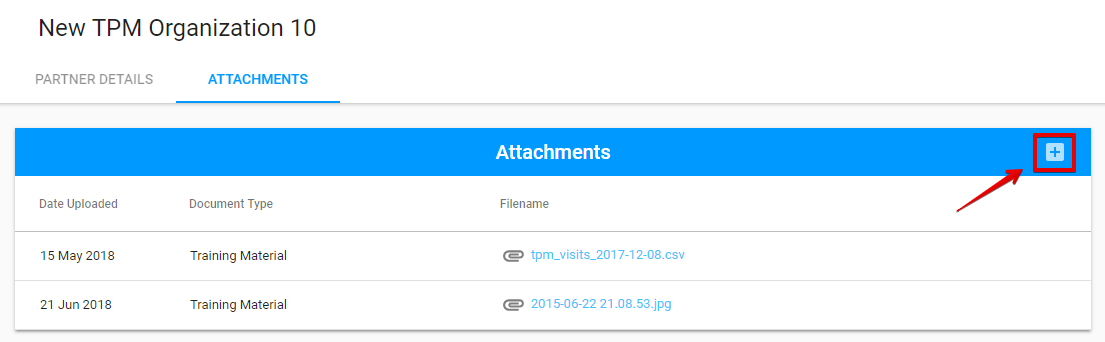 New TPM Organization 10
PARTNER DETAILS ATTACHMENTS
Attachments
Date Uploaded Document Type Filename
15 May 2018 Training Material tpm_visits_2017-12-08.csv
21 Jun 2018 Training Material 2015-06-22 21.08.53.jpg